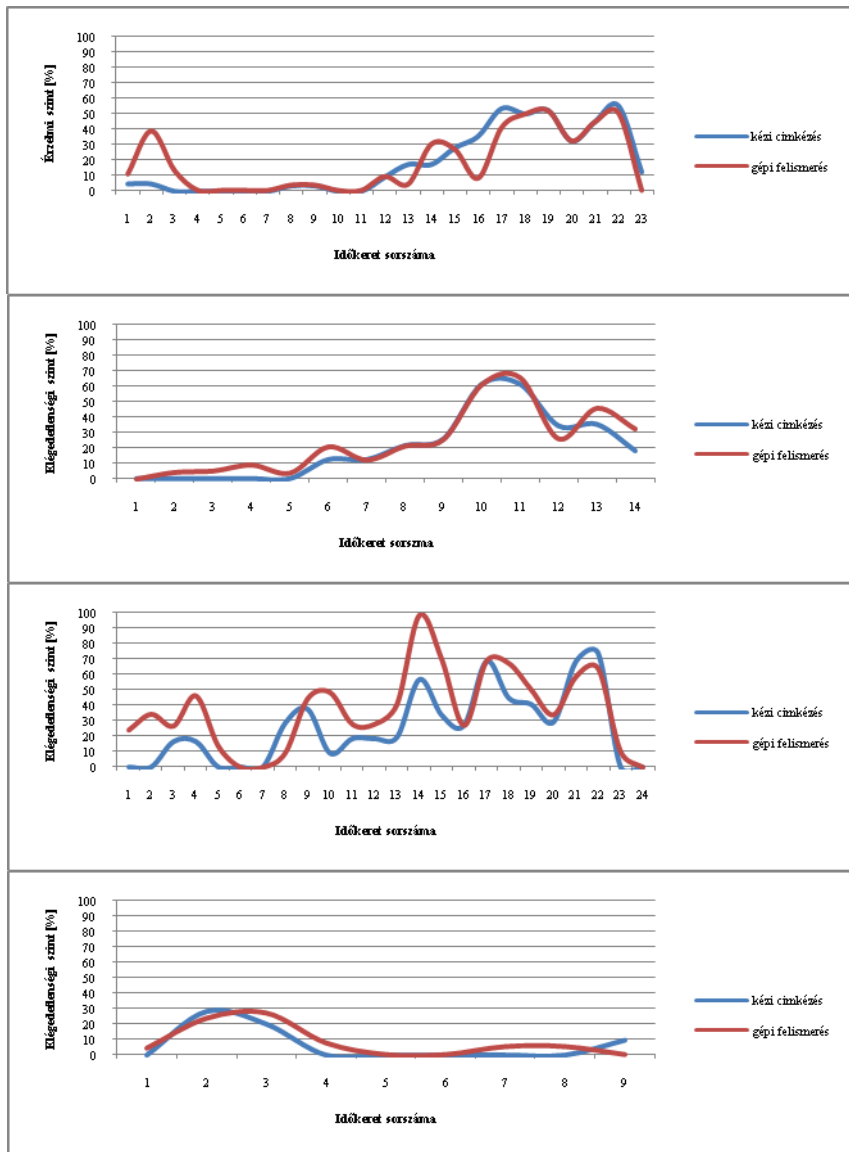 Érzelmi szint [%]
100
90
80
70
60
50
40
30
20
10
0
1 2 3 4 5 6 7 8 9 10 11 12 13 14 15 16 17 18 19 20 21 22 23
Időkeret sorszáma
kézi címkézés
gépi felismerés
Elégedetlenségi szint [%]
100
90
80
70
60
50
40
30
20
10
0
1 2 3 4 5 6 7 8 9 10 11 12 13 14
Időkeret sorszma
kézi címkézés
gépi felismerés
Elégedetlenségi szint [%]
100
90
80
70
60
50
40
30
20
10
0
1 2 3 4 5 6 7 8 9 10 11 12 13 14 15 16 17 18 19 20 21 22 23 24
Időkeret sorszáma
kézi címkézés
gépi felismerés
Elégedetlenségi szint [%]
100
90
80
70
60
50
40
30
20
10
0
1 2 3 4 5 6 7 8 9
Időkeret sorszáma
kézi címkézés
gépi felismerés